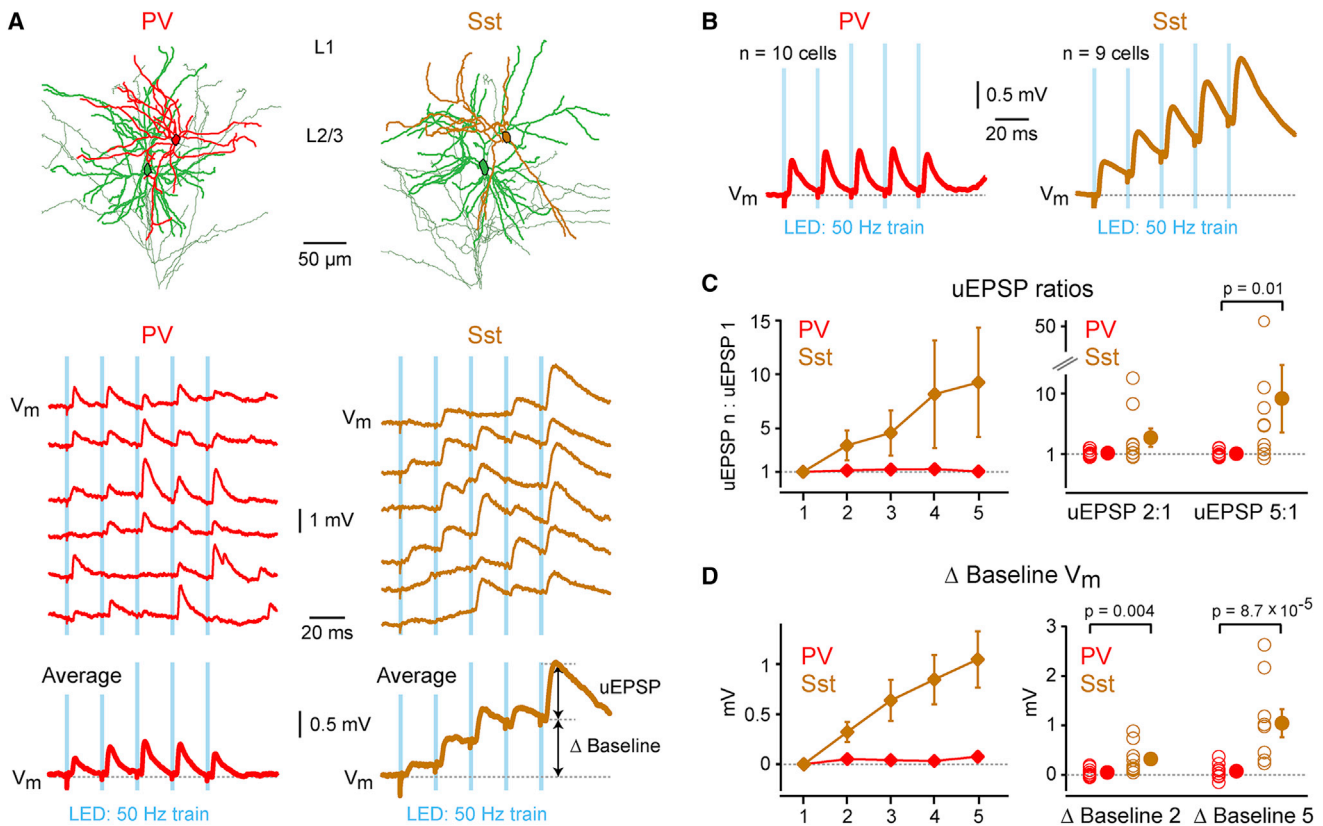 A
PV
Sst
L1
L2/3
50 µm
PV
Sst
Vm
Vm
1 mV
20 ms
Average
Average
0.5 mV
uEPSP
Δ Baseline
Vm
Vm
LED: 50 Hz train
LED: 50 Hz train
B
PV
Sst
n = 10 cells
n = 9 cells
0.5 mV
20 ms
Vm
Vm
LED: 50 Hz train
LED: 50 Hz train
C
uEPSP ratios
p = 0.01
uEPSP n : uEPSP 1
15
10
5
1
PV
Sst
1 2 3 4 5
50
10
1
PV
Sst
uEPSP 2:1
uEPSP 5:1
D
Δ Baseline Vm
p = 0.004
p = 8.7 × 10-5
mV
1
0.5
0
PV
Sst
1 2 3 4 5
mV
3
2
1
0
PV
Sst
Δ Baseline 2
Δ Baseline 5